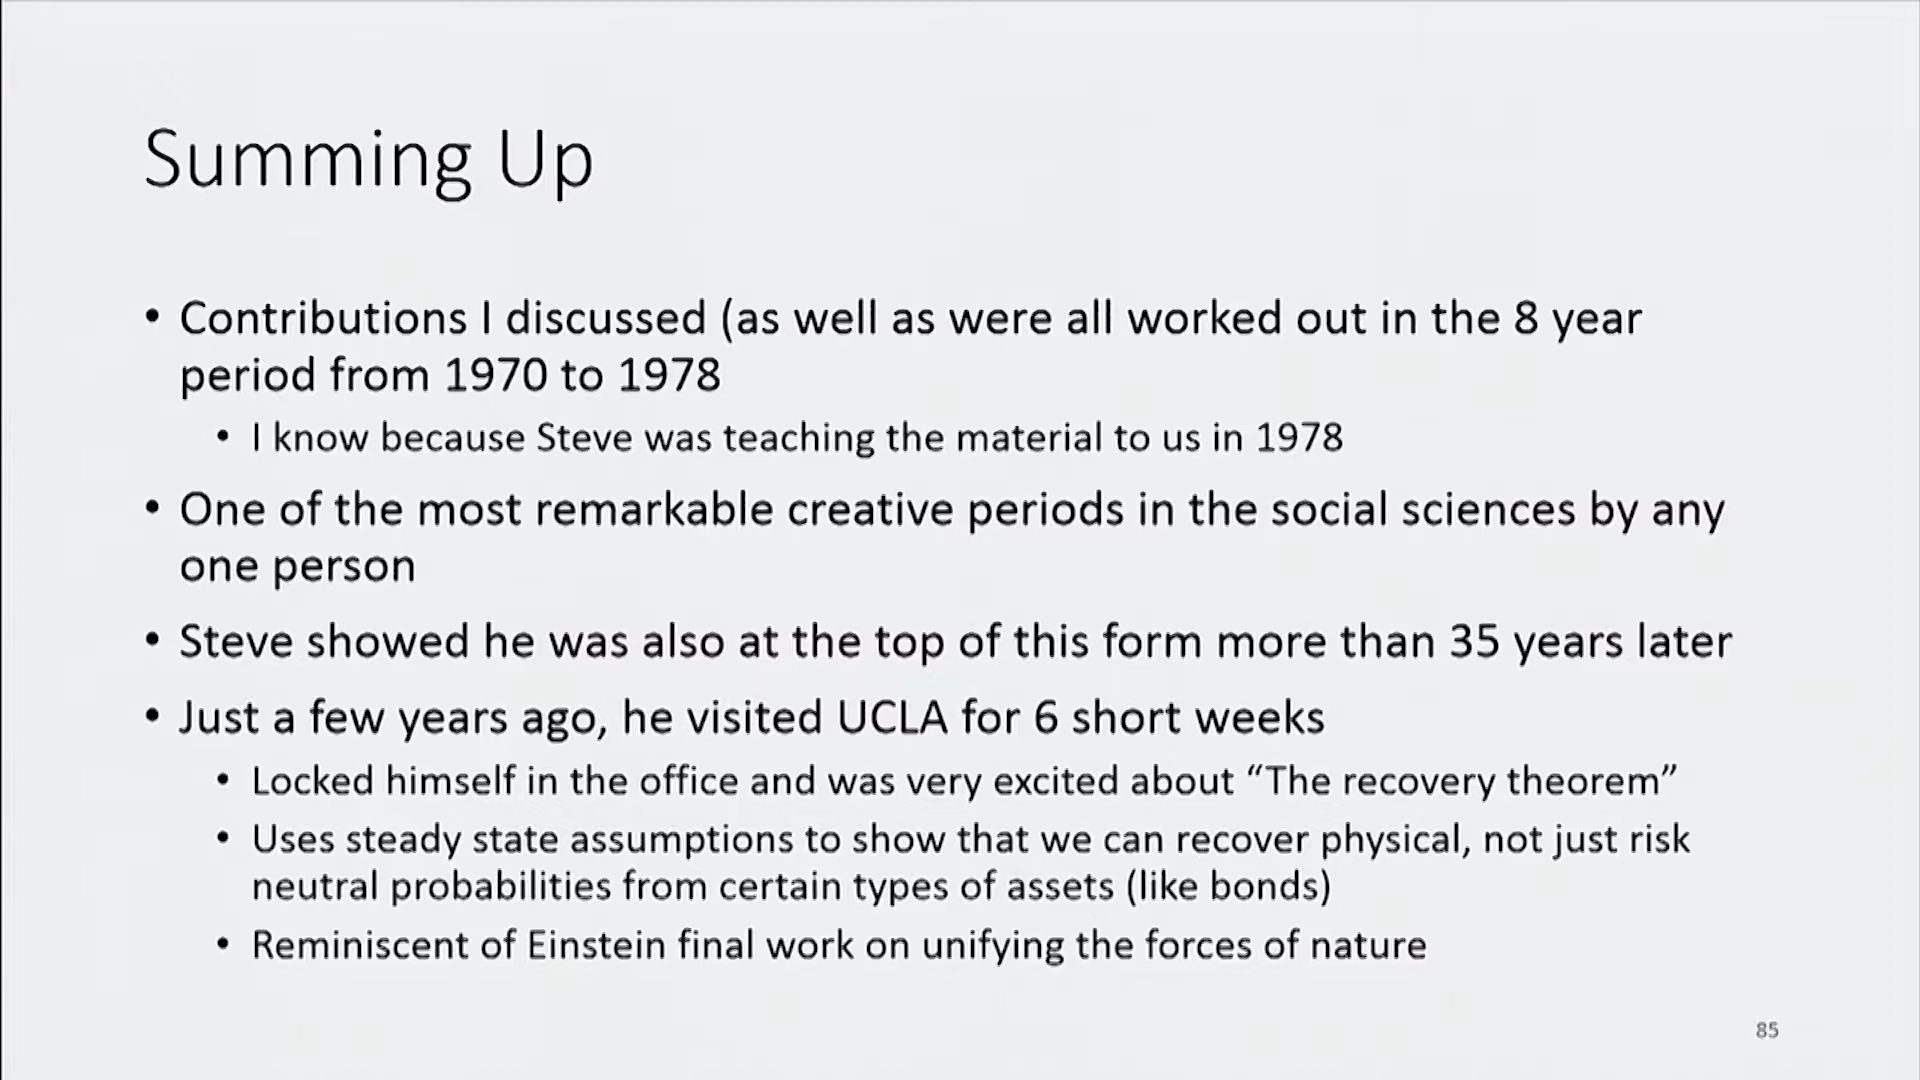 Summing Up
• Contributions I discussed (as well as were all worked out in the 8 year
period from 1970 to 1978
• I know because Steve was teaching the material to us in 1978
• One of the most remarkable creative periods in the social sciences by any
one person
• Steve showed he was also at the top of this form more than 35 years later
• Just a few years ago, he visited UCLA for 6 short weeks
• Locked himself in the office and was very excited about “The recovery theorem”
• Uses steady state assumptions to show that we can recover physical, not just risk
neutral probabilities from certain types of assets (like bonds)
• Reminiscent of Einstein final work on unifying the forces of nature
85